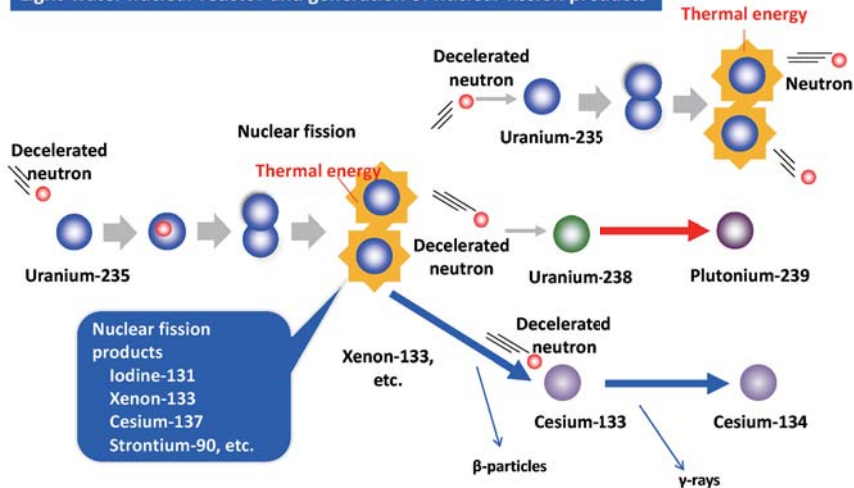 Thermal energy
Decelerated
neutron
Neutron
Uranium-235
Nuclear fission
Decelerated
neutron
Thermal energy
Uranium-235
Decelerated
neutron
Uranium-238
Plutonium-239
Nuclear fission
products
Iodine-131
Xenon-133
Cesium-137
Strontium-90, etc.
Xenon-133,
etc.
Decelerated
neutron
Cesium-133
Cesium-134
β-particles
γ-rays